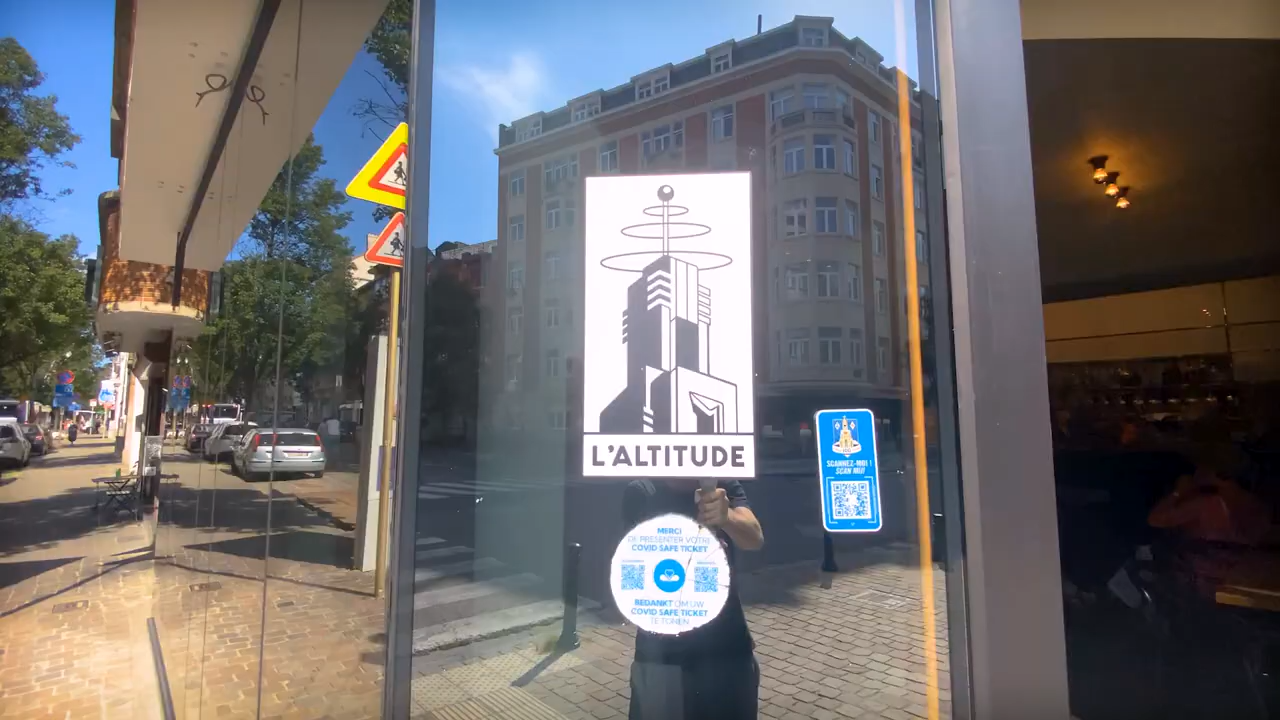 L'ALTITUDE
SCANNEZ-MOI !
SCAN MIJ!
MERCI
DE PRESENTER VOTRE
COVID SAFE TICKET
BEDANKT OM UW
COVID SAFE TICKET
TE TONEN